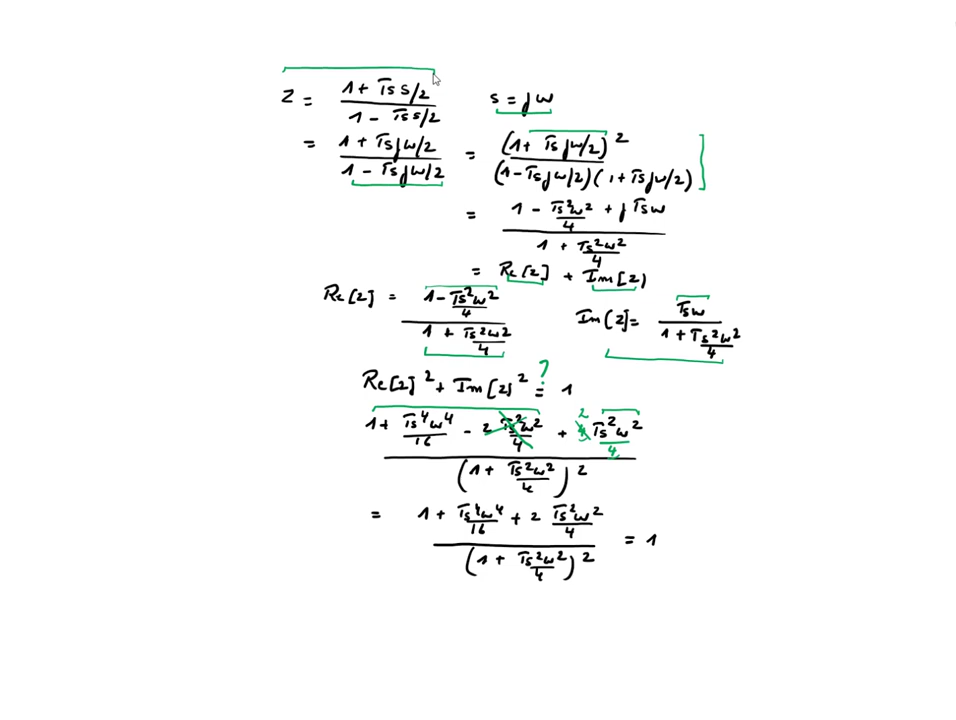 z = (1 + Ts s/2) / (1 - Ts s/2)    s = jω
= (1 + Ts jω/2) / (1 - Ts jω/2) = (1 + Ts jω/2)² / ((1 - Ts jω/2)(1 + Ts jω/2))
= (1 - Ts²ω²/4 + j Tsω) / (1 + Ts²ω²/4)
= Re[z] + Im[z]
Re[z] = (1 - Ts²ω²/4) / (1 + Ts²ω²/4)    Im[z] = Tsω / (1 + Ts²ω²/4)
Re[z]² + Im[z]² =? 1
(1 + Ts⁴ω⁴/16 - 2 Ts²ω²/4 + 2 Ts²ω²/4) / (1 + Ts²ω²/4)²
= (1 + Ts⁴ω⁴/16 + 2 Ts²ω²/4) / (1 + Ts²ω²/4)² = 1